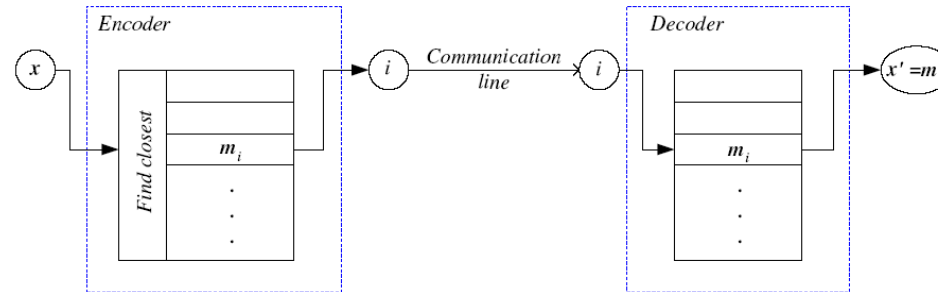 Encoder
Decoder
x
i
Communication
line
i
x' =m
Find closest
m_i
.
.
.
m_i
.
.
.